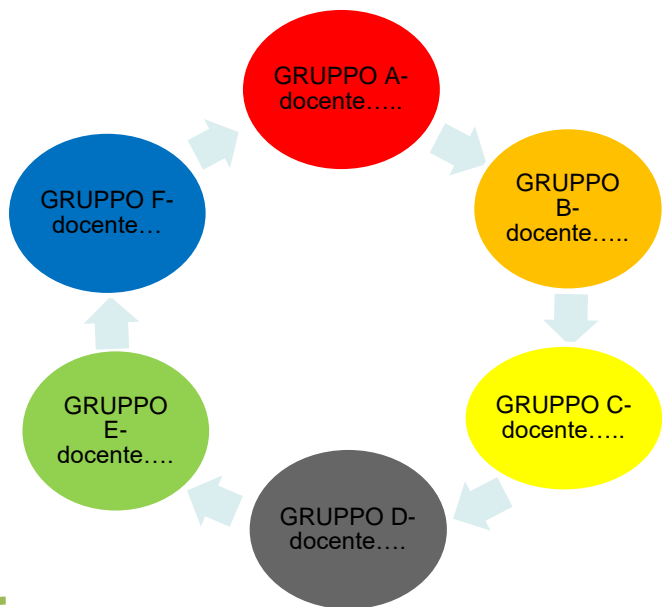 GRUPPO A-
docente…..
GRUPPO
B-
docente…..
GRUPPO C-
docente…..
GRUPPO D-
docente….
GRUPPO
E-
docente….
GRUPPO F-
docente…